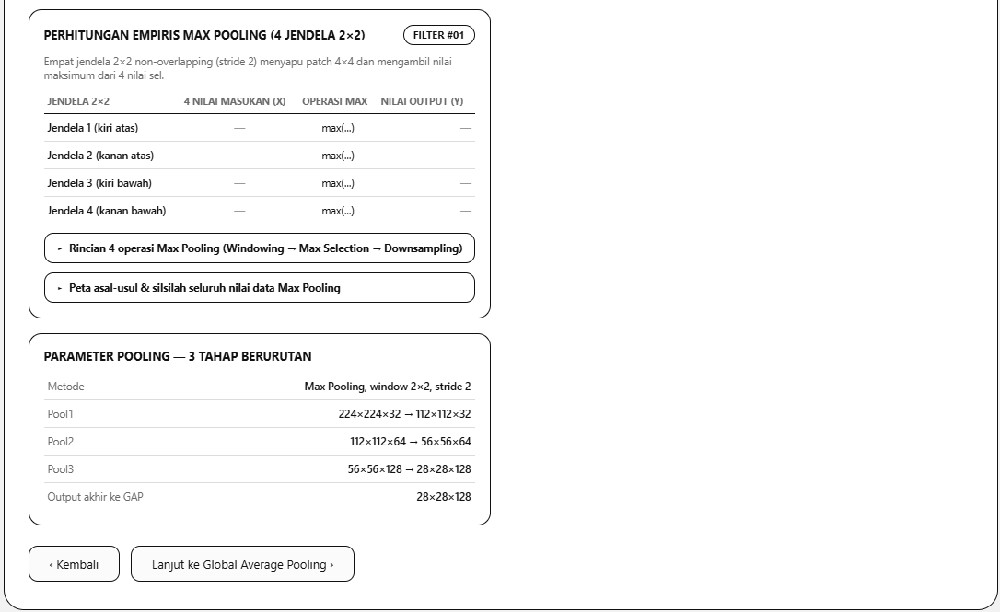 PERHITUNGAN EMPIRIS MAX POOLING (4 JENDELA 2×2) FILTER #01
Empat jendela 2×2 non-overlapping (stride 2) menyapu patch 4×4 dan mengambil nilai
maksimum dari 4 nilai sel.
JENDELA 2×2 4 NILAI MASUKAN (X) OPERASI MAX NILAI OUTPUT (Y)
Jendela 1 (kiri atas) — max(...) —
Jendela 2 (kanan atas) — max(...) —
Jendela 3 (kiri bawah) — max(...) —
Jendela 4 (kanan bawah) — max(...) —
Rincian 4 operasi Max Pooling (Windowing → Max Selection → Downsampling)
Peta asal-usul & silsilah seluruh nilai data Max Pooling
PARAMETER POOLING — 3 TAHAP BERURUTAN
Metode Max Pooling, window 2×2, stride 2
Pool1 224×224×32 → 112×112×32
Pool2 112×112×64 → 56×56×64
Pool3 56×56×128 → 28×28×128
Output akhir ke GAP 28×28×128
‹ Kembali Lanjut ke Global Average Pooling ›